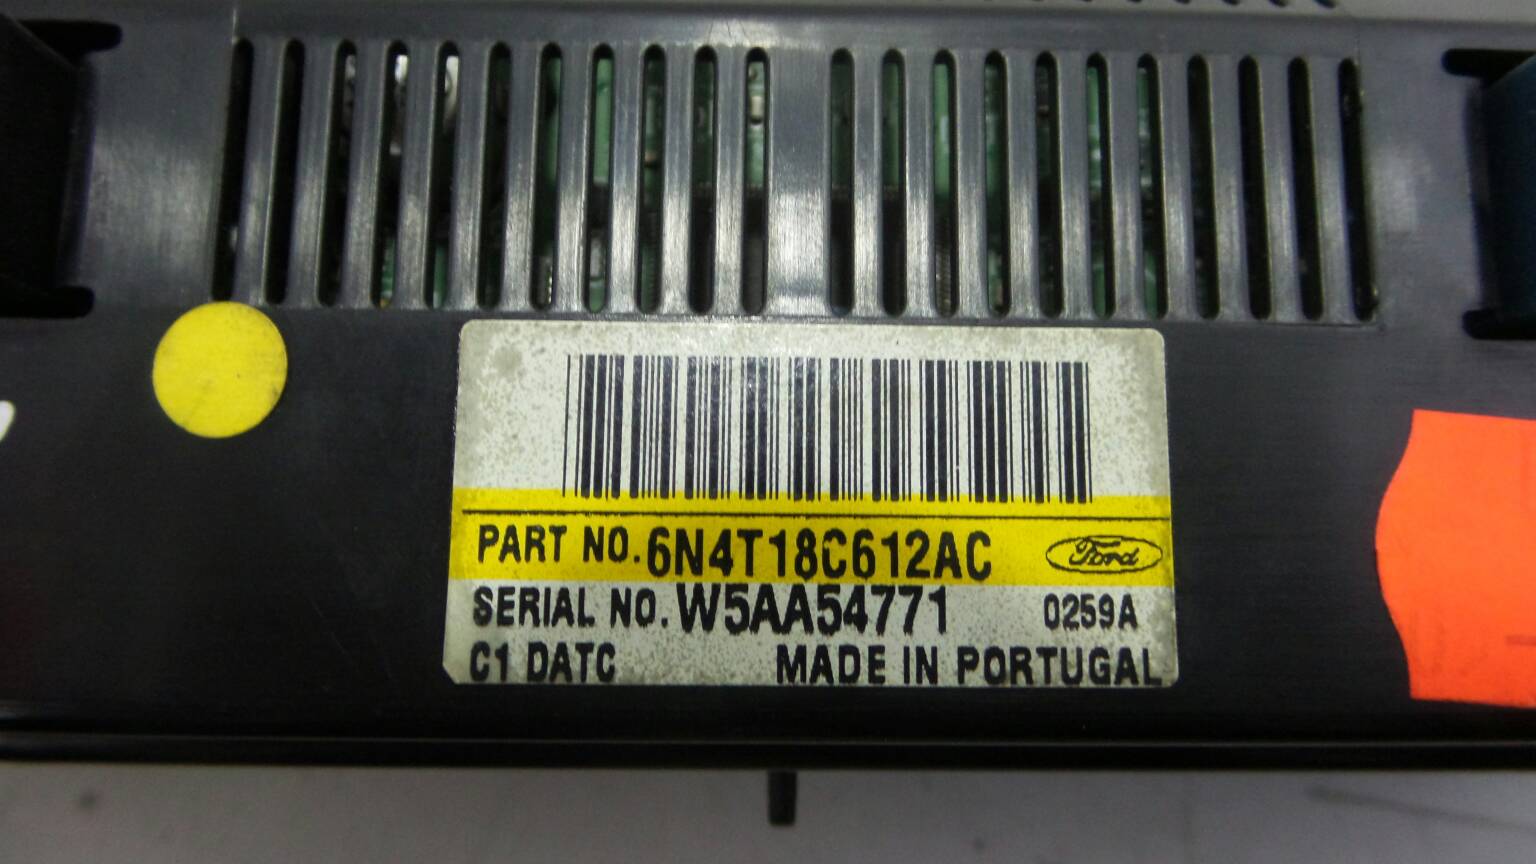 PART NO. 6N4T18C612AC Ford
SERIAL NO. W5AA54771 0259A
C1 DATC MADE IN PORTUGAL